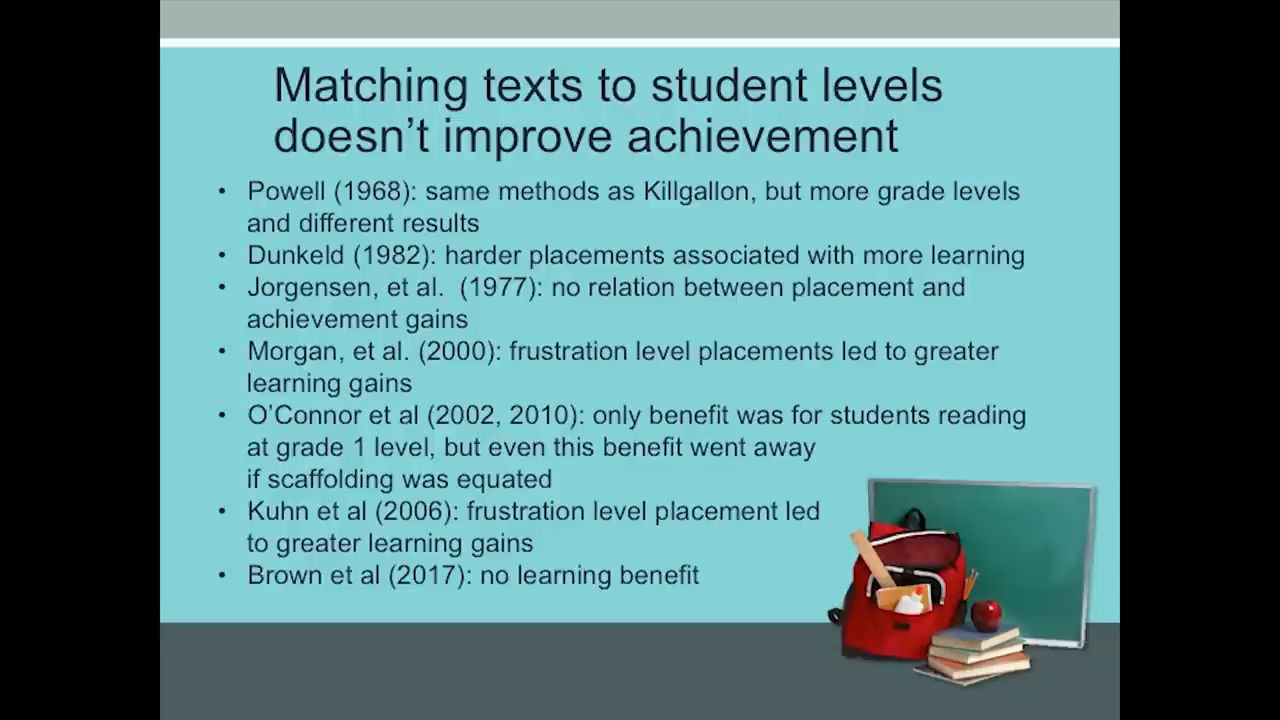 Matching texts to student levels
doesn't improve achievement
• Powell (1968): same methods as Killgallon, but more grade levels
and different results
• Dunkeld (1982): harder placements associated with more learning
• Jorgensen, et al.  (1977): no relation between placement and
achievement gains
• Morgan, et al. (2000): frustration level placements led to greater
learning gains
• O'Connor et al (2002, 2010): only benefit was for students reading
at grade 1 level, but even this benefit went away
if scaffolding was equated
• Kuhn et al (2006): frustration level placement led
to greater learning gains
• Brown et al (2017): no learning benefit